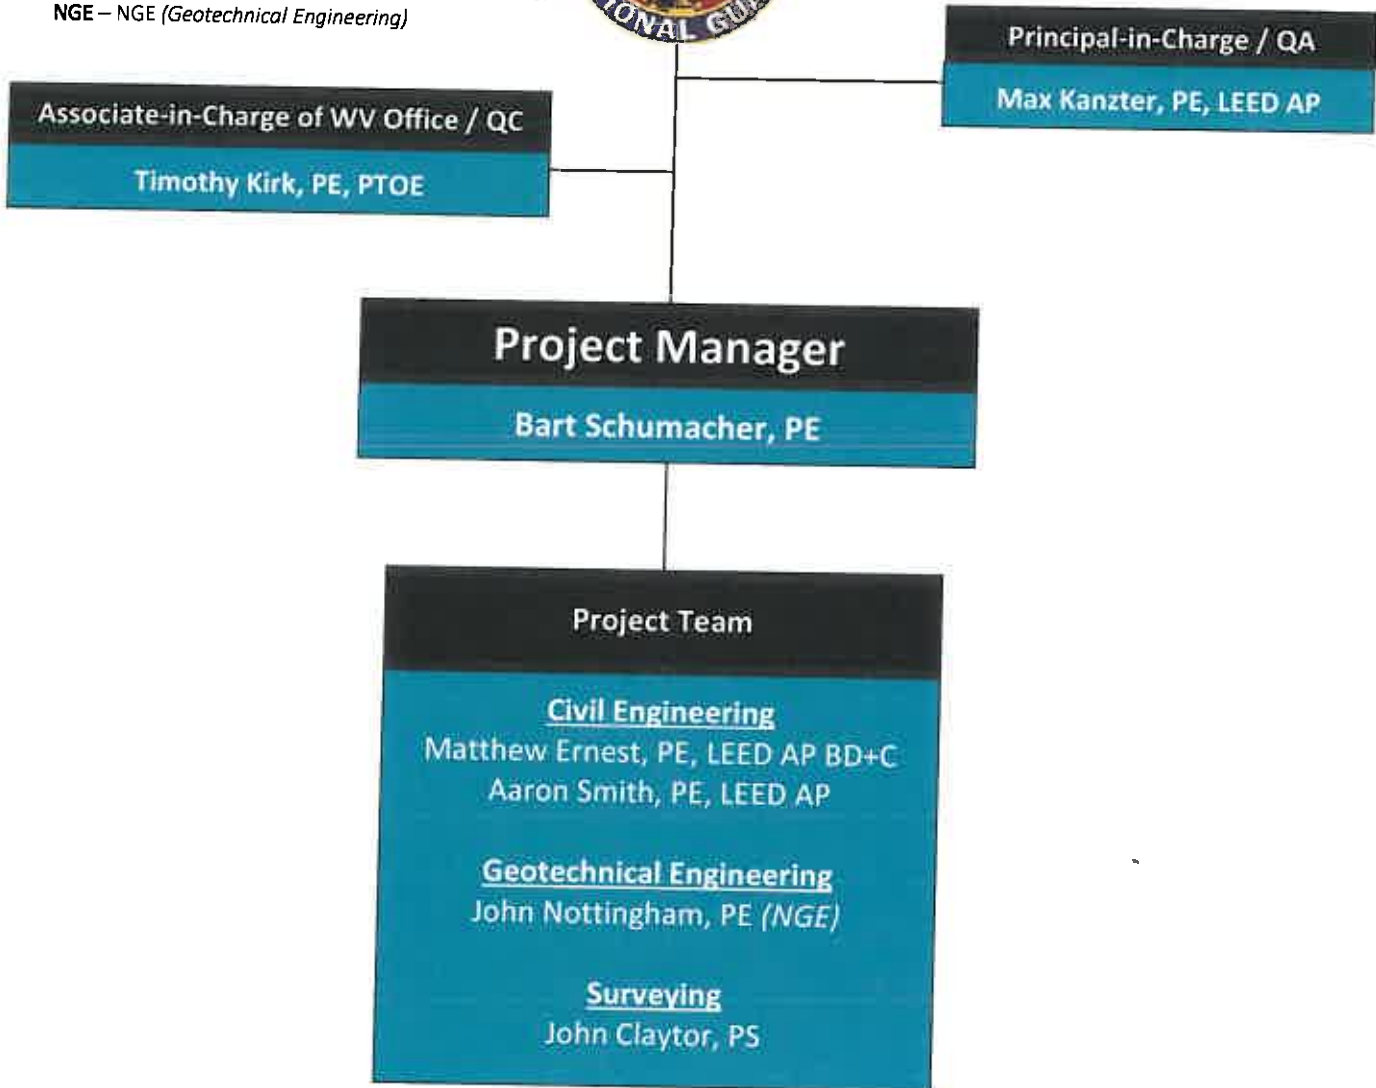 NGE – NGE (Geotechnical Engineering)
IONAL GUA
Principal-in-Charge / QA
Max Kanzter, PE, LEED AP
Associate-in-Charge of WV Office / QC
Timothy Kirk, PE, PTOE
Project Manager
Bart Schumacher, PE
Project Team
Civil Engineering
Matthew Ernest, PE, LEED AP BD+C
Aaron Smith, PE, LEED AP
Geotechnical Engineering
John Nottingham, PE (NGE)
Surveying
John Claytor, PS